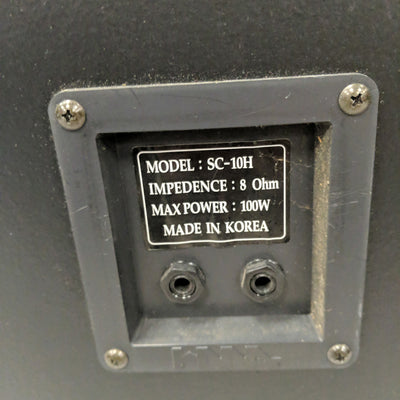 MODEL : SC-10H
IMPEDENCE : 8 Ohm
MAX POWER : 100W
MADE IN KOREA